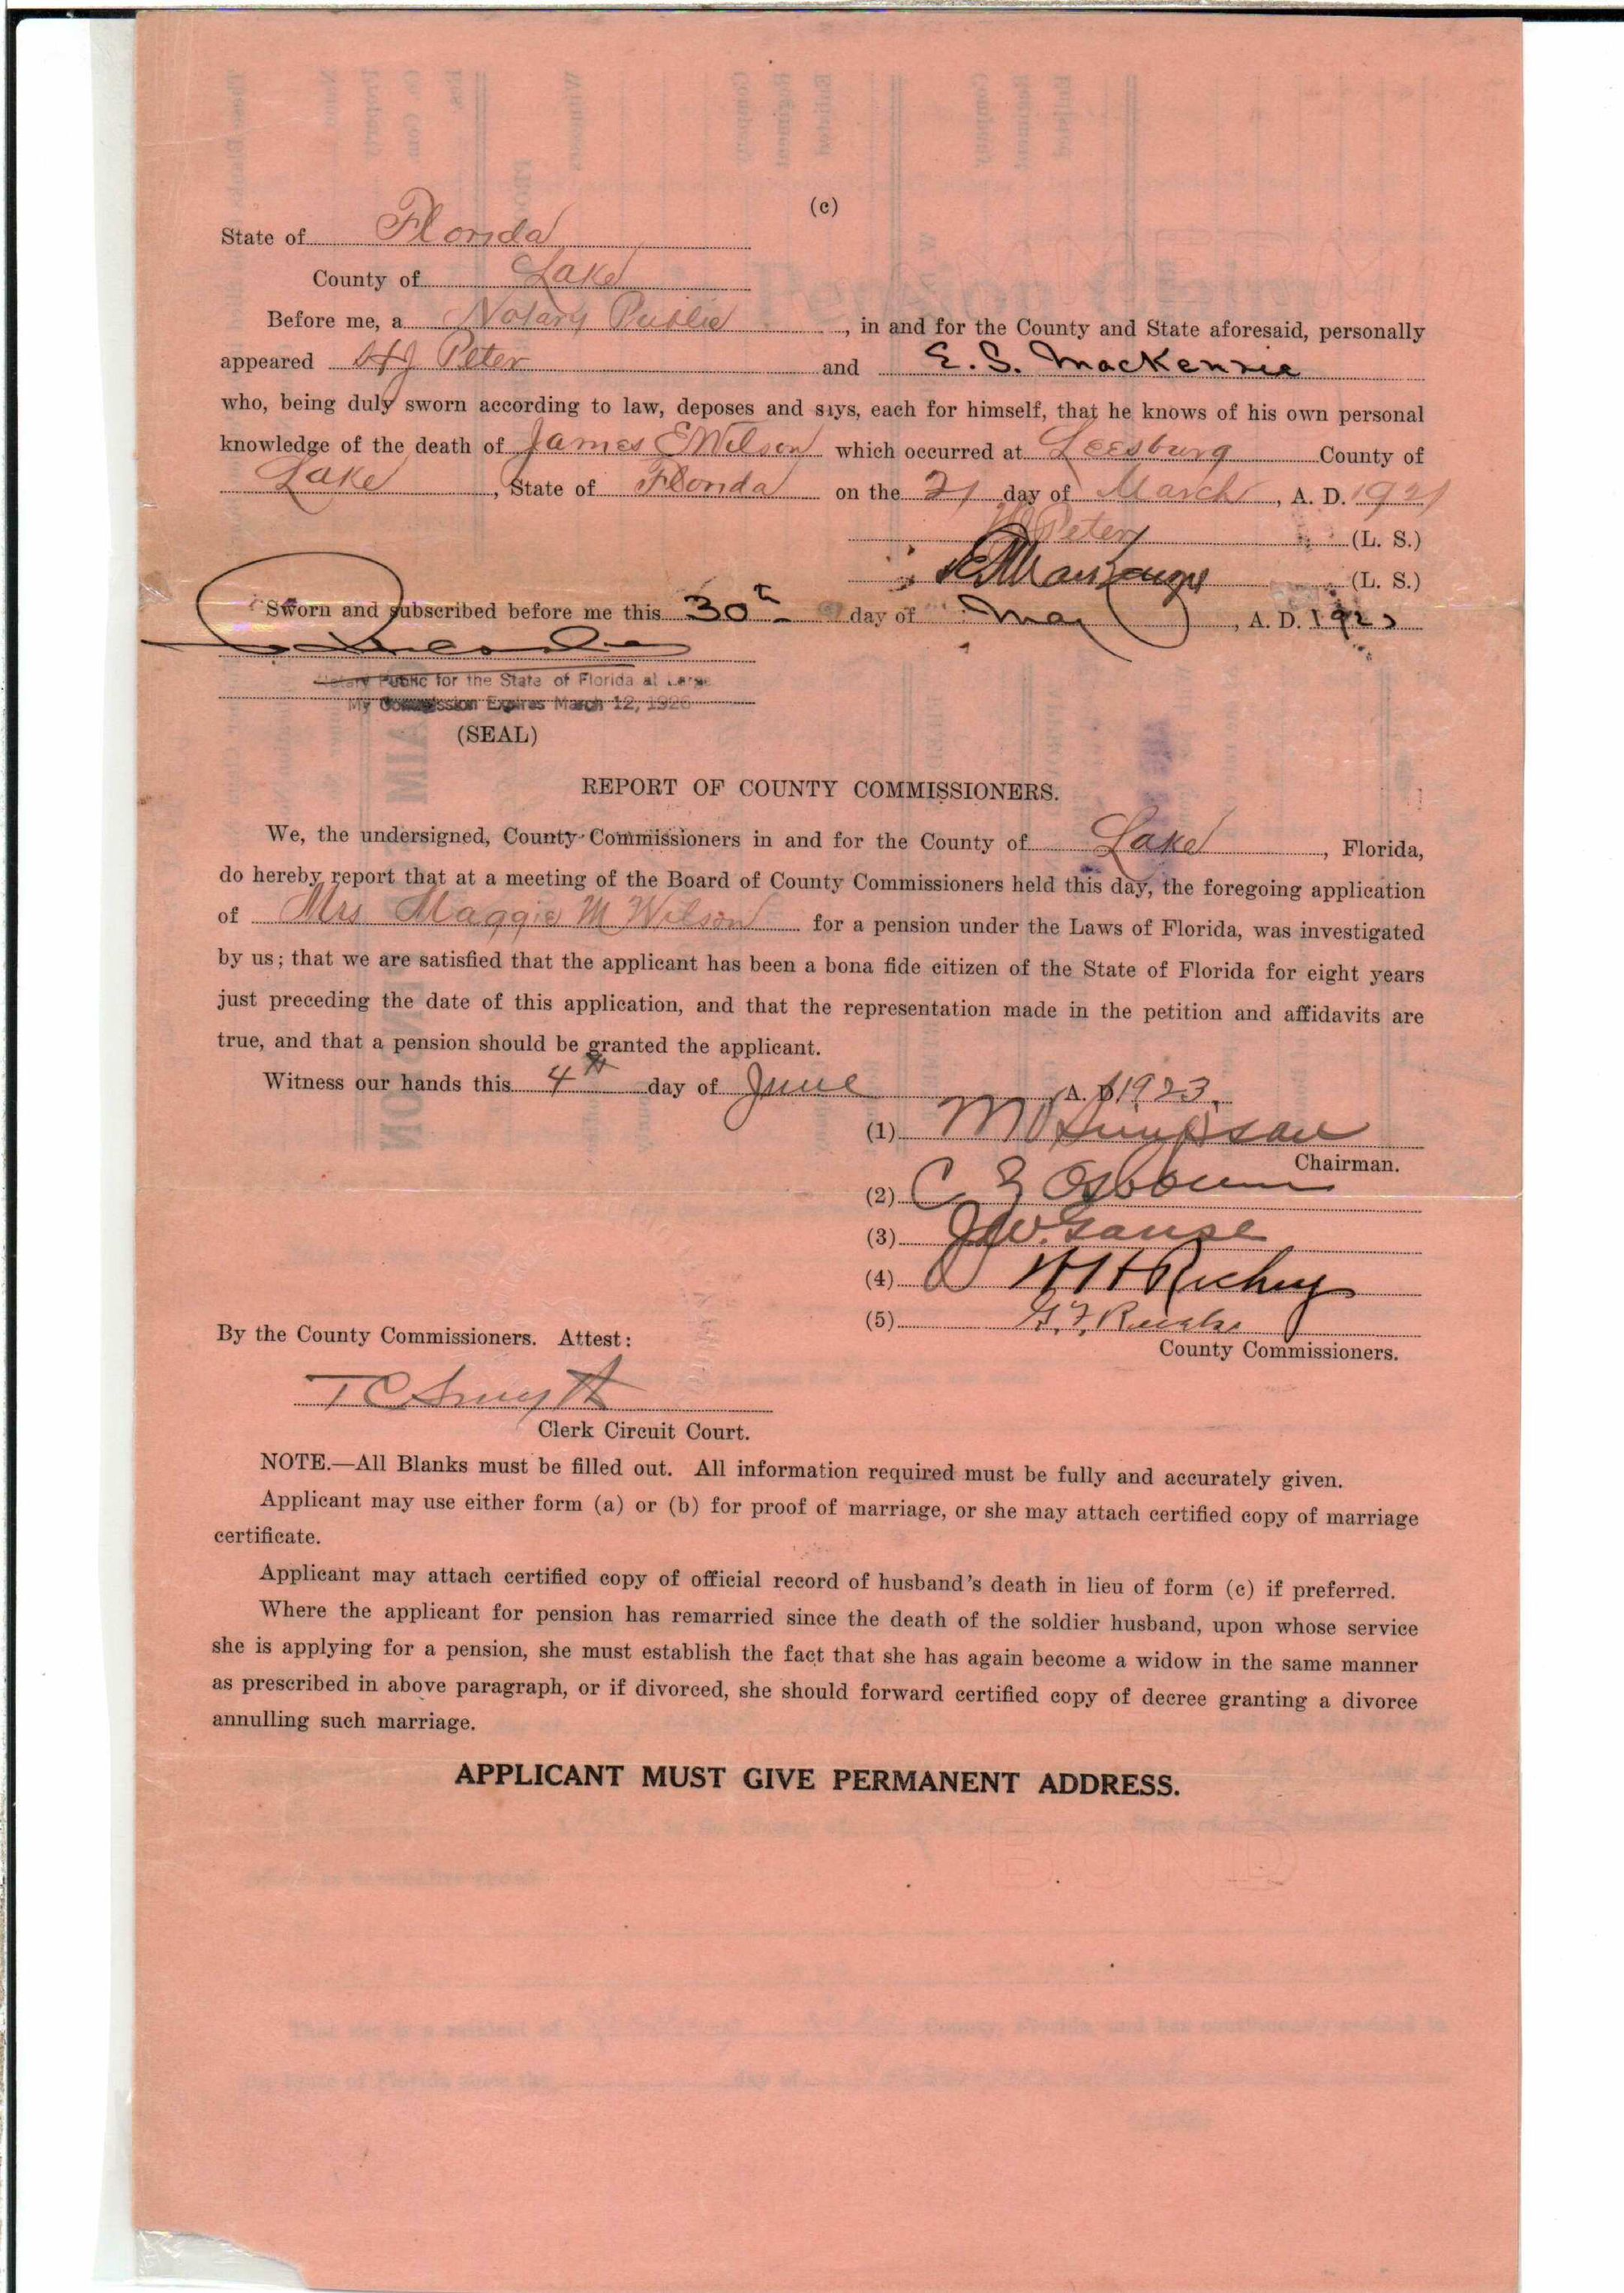 (c)
State of Florida
County of Lake
Before me, a Notary Public, in and for the County and State aforesaid, personally
appeared Peter and E. S. MacKenzie
who, being duly sworn according to law, deposes and says, each for himself, that he knows of his own personal
knowledge of the death of James E Wilson which occurred at Leesburg County of
Lake, State of Florida on the 21 day of March, A. D. 1921
Peter (L. S.)
(L. S.)
Sworn and subscribed before me this 30th day of May, A. D. 192
Notary Public for the State of Florida at Large
My Commission Expires March 12, 1926
(SEAL)
REPORT OF COUNTY COMMISSIONERS.
We, the undersigned, County Commissioners in and for the County of Lake, Florida,
do hereby report that at a meeting of the Board of County Commissioners held this day, the foregoing application
of Mrs Maggie M Wilson for a pension under the Laws of Florida, was investigated
by us; that we are satisfied that the applicant has been a bona fide citizen of the State of Florida for eight years
just preceding the date of this application, and that the representation made in the petition and affidavits are
true, and that a pension should be granted the applicant.
Witness our hands this 4th day of June A. D. 1923.
(1) M Simpson
Chairman.
(2) C E Osborn
(3) J. W. Gause
(4) W H Richey
(5) G. F.
County Commissioners.
By the County Commissioners. Attest:
T C Smyth
Clerk Circuit Court.
NOTE.—All Blanks must be filled out. All information required must be fully and accurately given.
Applicant may use either form (a) or (b) for proof of marriage, or she may attach certified copy of marriage
certificate.
Applicant may attach certified copy of official record of husband's death in lieu of form (c) if preferred.
Where the applicant for pension has remarried since the death of the soldier husband, upon whose service
she is applying for a pension, she must establish the fact that she has again become a widow in the same manner
as prescribed in above paragraph, or if divorced, she should forward certified copy of decree granting a divorce
annulling such marriage.
APPLICANT MUST GIVE PERMANENT ADDRESS.